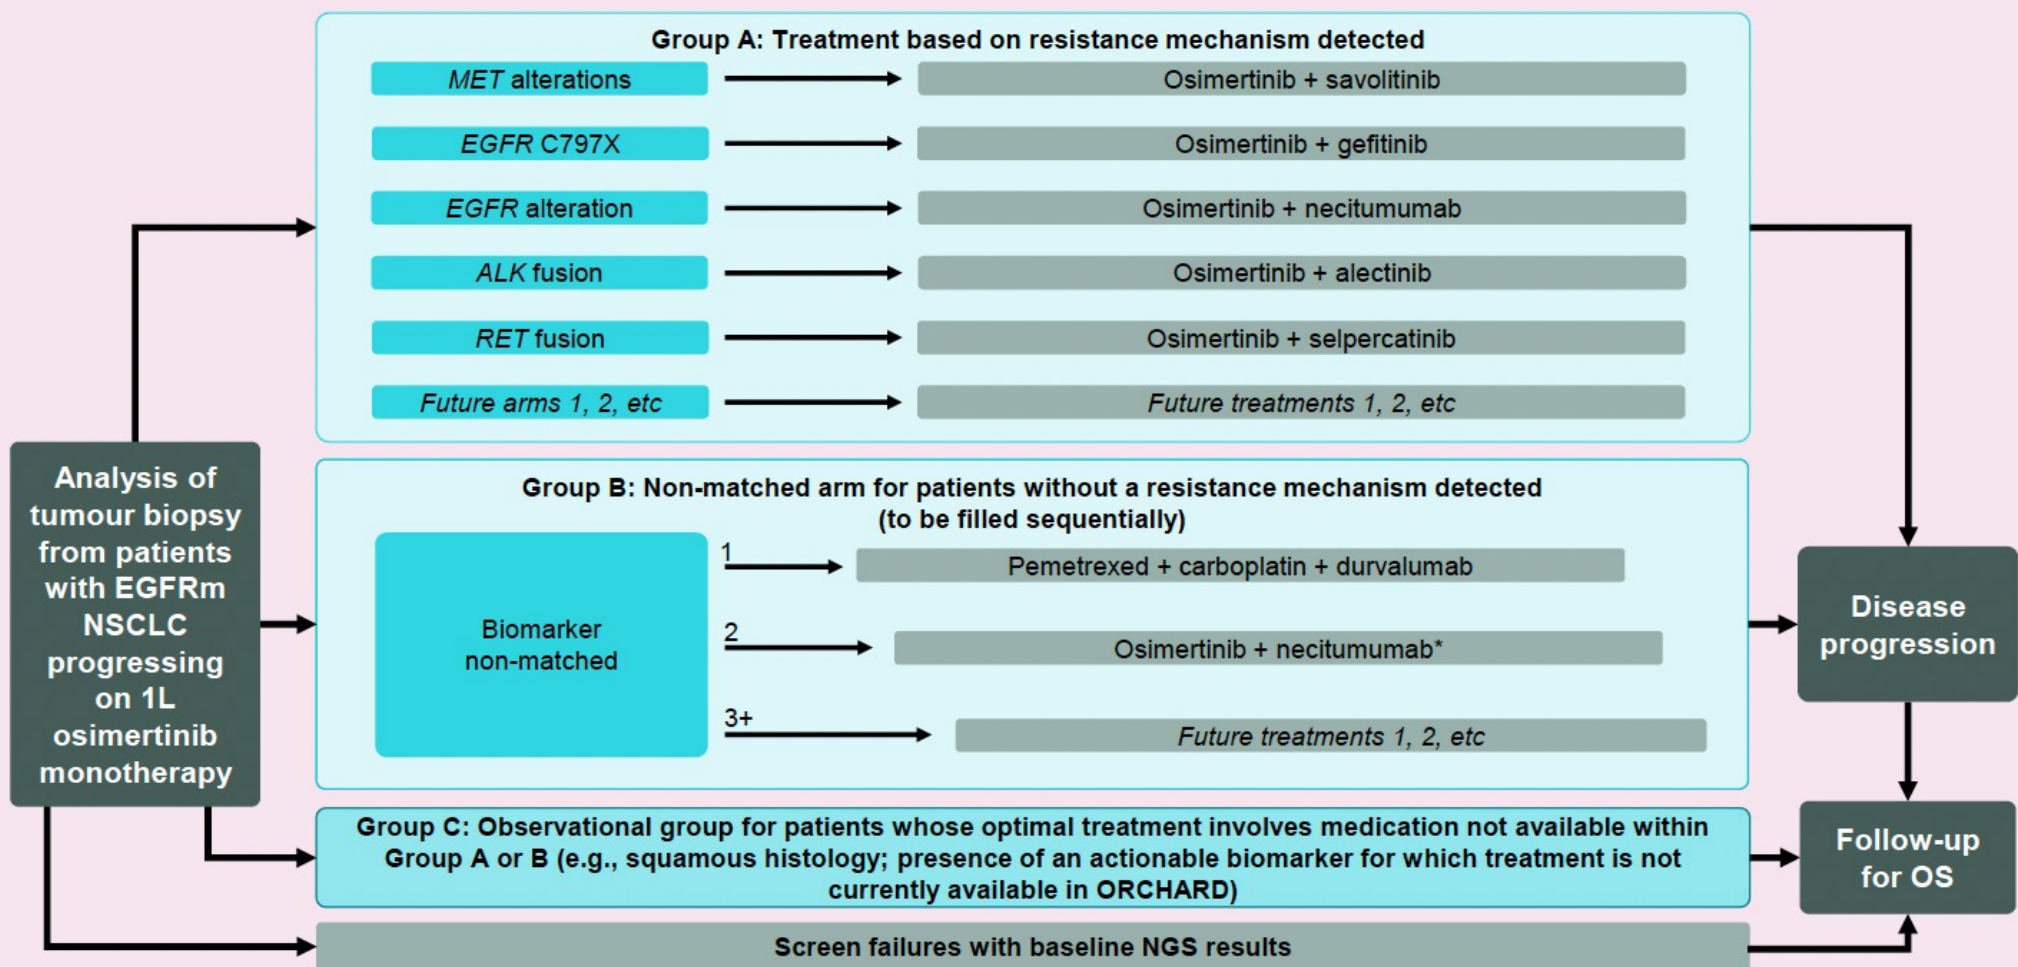 Group A: Treatment based on resistance mechanism detected
MET alterations
Osimertinib + savolitinib
EGFR C797X
Osimertinib + gefitinib
EGFR alteration
Osimertinib + necitumumab
ALK fusion
Osimertinib + alectinib
RET fusion
Osimertinib + selpercatinib
Future arms 1, 2, etc
Future treatments 1, 2, etc
Analysis of
tumour biopsy
from patients
with EGFRm
NSCLC
progressing
on 1L
osimertinib
monotherapy
Group B: Non-matched arm for patients without a resistance mechanism detected
(to be filled sequentially)
Biomarker
non-matched
1
Pemetrexed + carboplatin + durvalumab
2
Osimertinib + necitumumab*
3+
Future treatments 1, 2, etc
Disease
progression
Group C: Observational group for patients whose optimal treatment involves medication not available within
Group A or B (e.g., squamous histology; presence of an actionable biomarker for which treatment is not
currently available in ORCHARD)
Follow-up
for OS
Screen failures with baseline NGS results